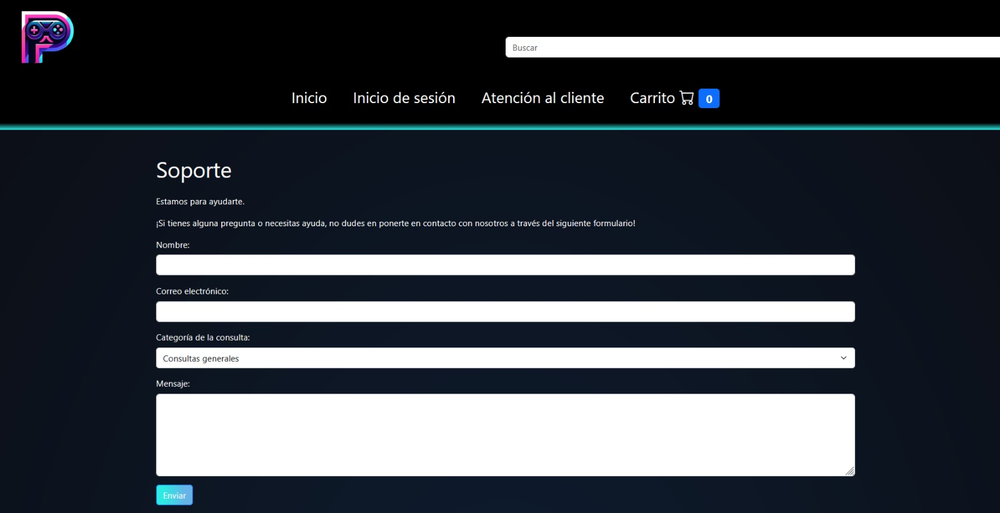 Buscar
Inicio Inicio de sesión Atención al cliente Carrito 0
Soporte
Estamos para ayudarte.
¡Si tienes alguna pregunta o necesitas ayuda, no dudes en ponerte en contacto con nosotros a través del siguiente formulario!
Nombre:
Correo electrónico:
Categoría de la consulta:
Consultas generales
Mensaje:
Enviar